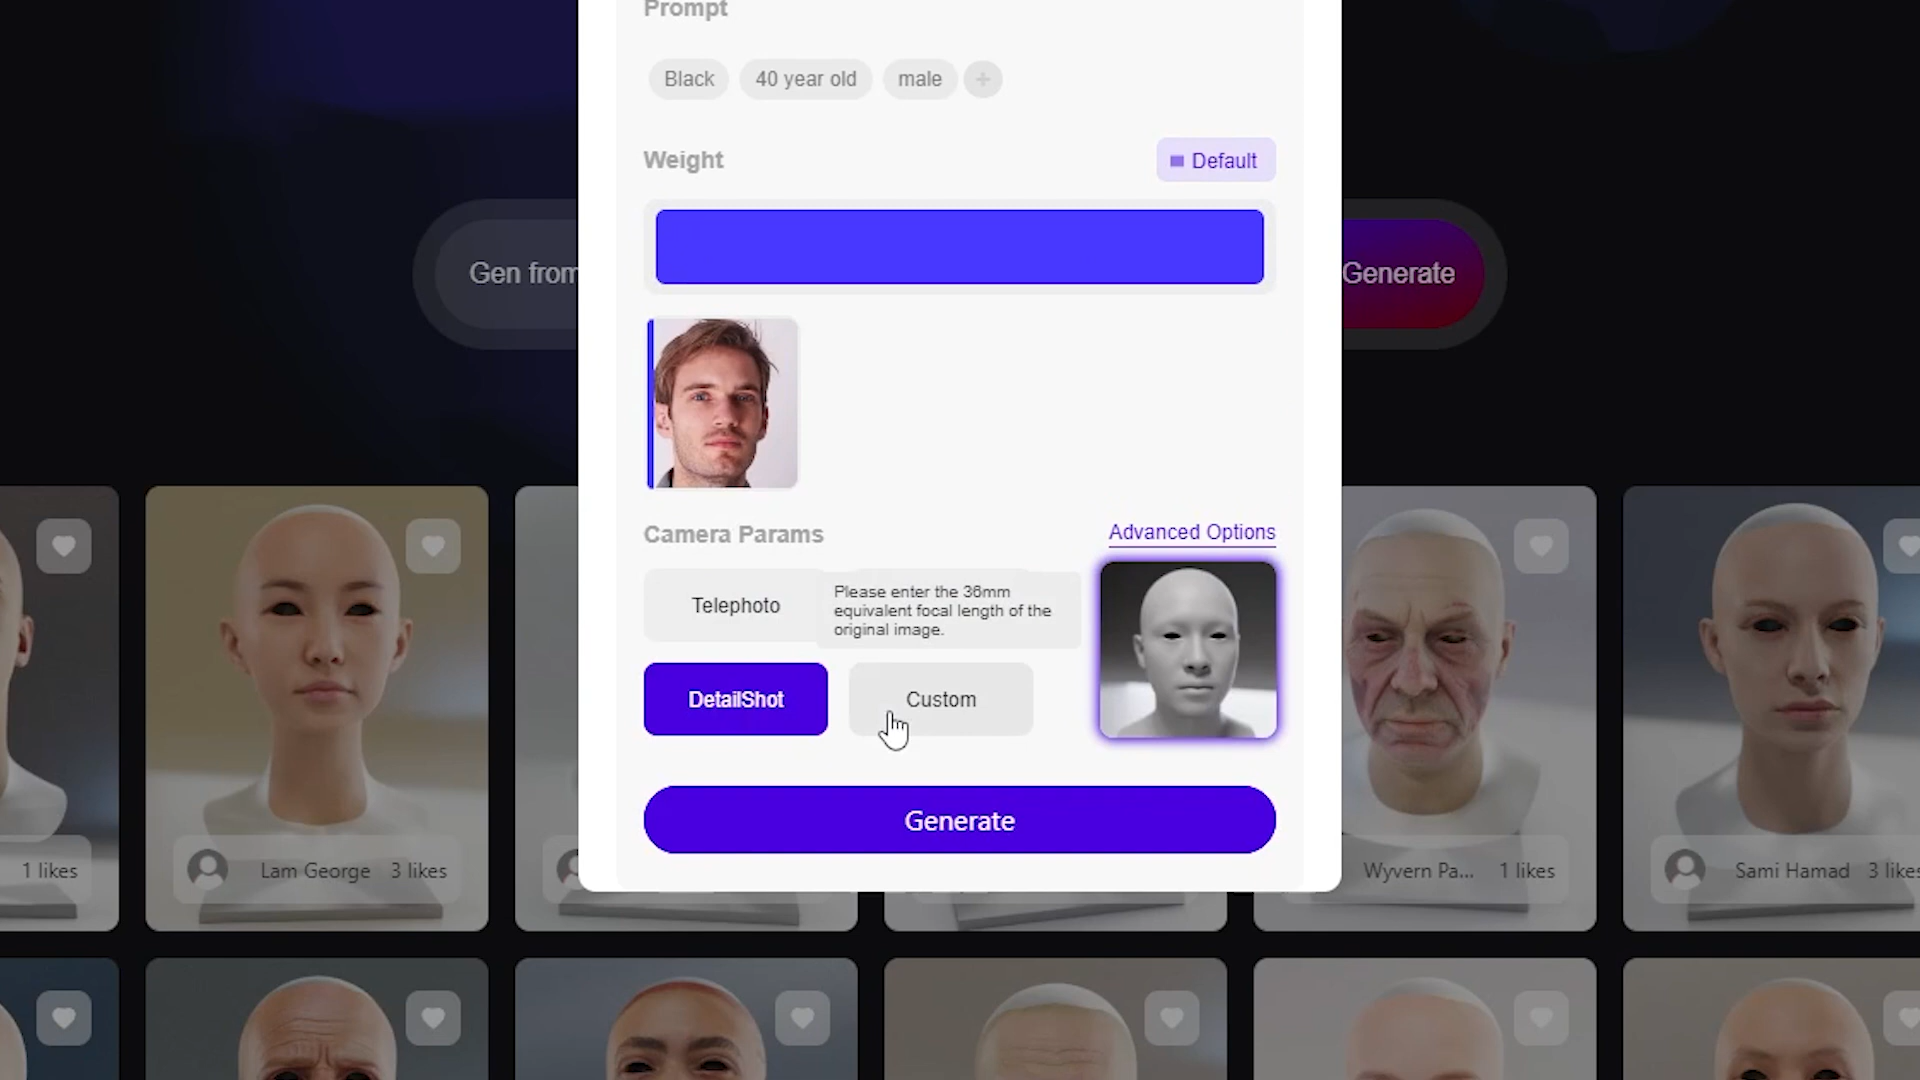 Prompt
Black
40 year old
male
+
Weight
Default
Gen from
Generate
Camera Params
Advanced Options
Telephoto
Please enter the 36mm
equivalent focal length of the
original image.
DetailShot
Custom
Generate
1 likes
Lam George
3 likes
Wyvern Pa...
1 likes
Sami Hamad
3 likes